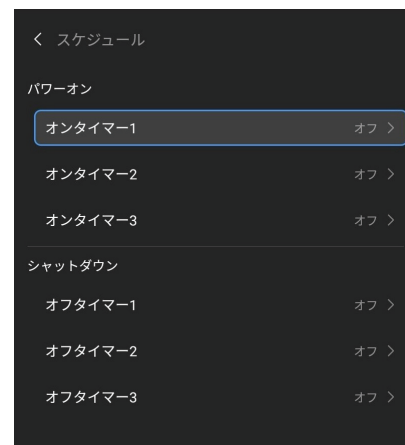 スケジュール
パワーオン
オンタイマー1 オフ
オンタイマー2 オフ
オンタイマー3 オフ
シャットダウン
オフタイマー1 オフ
オフタイマー2 オフ
オフタイマー3 オフ